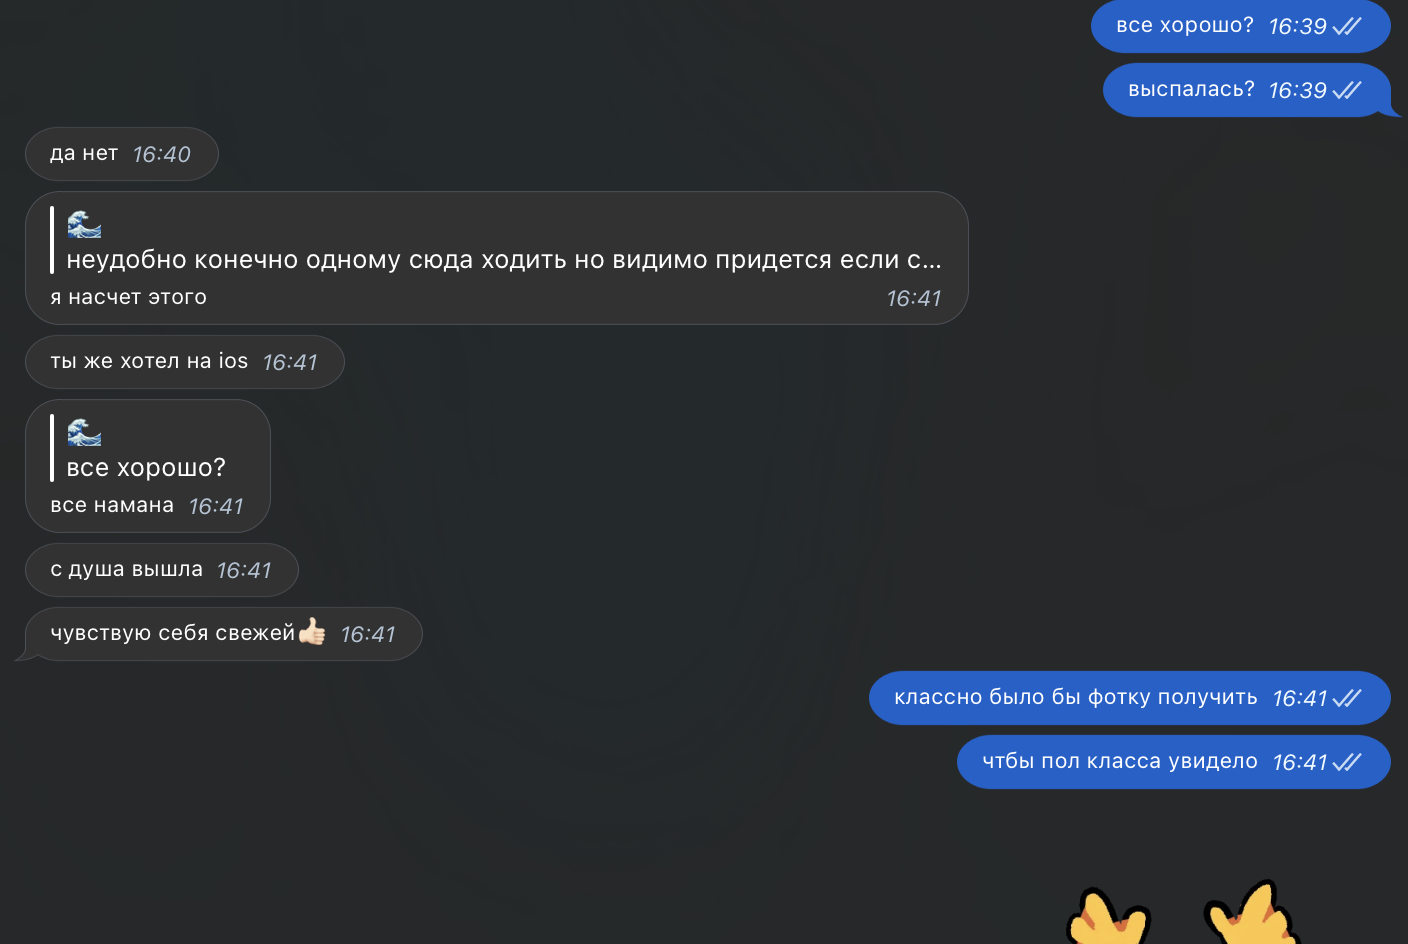 все хорошо? 16:39
выспалась? 16:39
да нет 16:40
неудобно конечно одному сюда ходить но видимо придется если с...
я насчет этого 16:41
ты же хотел на ios 16:41
все хорошо?
все намана 16:41
с душа вышла 16:41
чувствую себя свежей👍🏻 16:41
классно было бы фотку получить 16:41
чтбы пол класса увидело 16:41